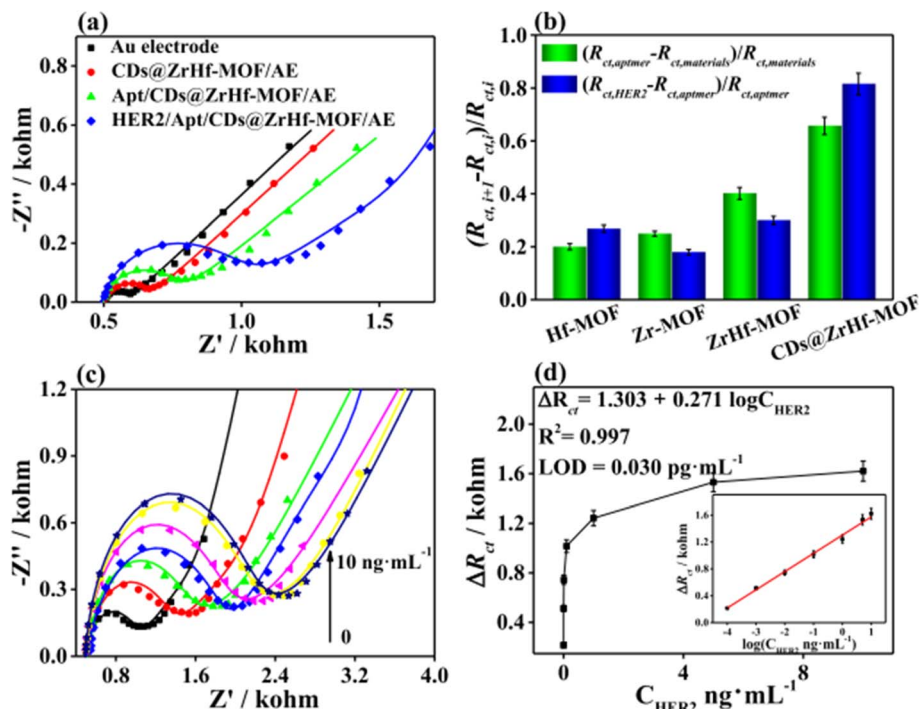 (a)
Au electrode
CDs@ZrHf-MOF/AE
Apt/CDs@ZrHf-MOF/AE
HER2/Apt/CDs@ZrHf-MOF/AE
-Z'' / kohm
0.8
0.6
0.4
0.2
0.0
0.5 1.0 1.5
Z' / kohm
(b)
(Rct,aptmer-Rct,materials)/Rct,materials
(Rct,HER2-Rct,aptmer)/Rct,aptmer
(Rct, i+1-Rct,i)/Rct,i
1.0
0.8
0.6
0.4
0.2
0.0
Hf-MOF Zr-MOF ZrHf-MOF CDs@ZrHf-MOF
(c)
-Z'' / kohm
1.2
0.9
0.6
0.3
0.0
10 ng·mL-1
0
0.8 1.6 2.4 3.2 4.0
Z' / kohm
(d)
ΔRct= 1.303 + 0.271 logCHER2
R2= 0.997
LOD = 0.030 pg·mL-1
ΔRct / kohm
2.0
1.6
1.2
0.8
0.4
0 4 8
CHER2 ng·mL-1
ΔRct / kohm
1.6
1.2
0.8
0.4
0.0
-4 -3 -2 -1 0 1
log(CHER2 ng·mL-1)